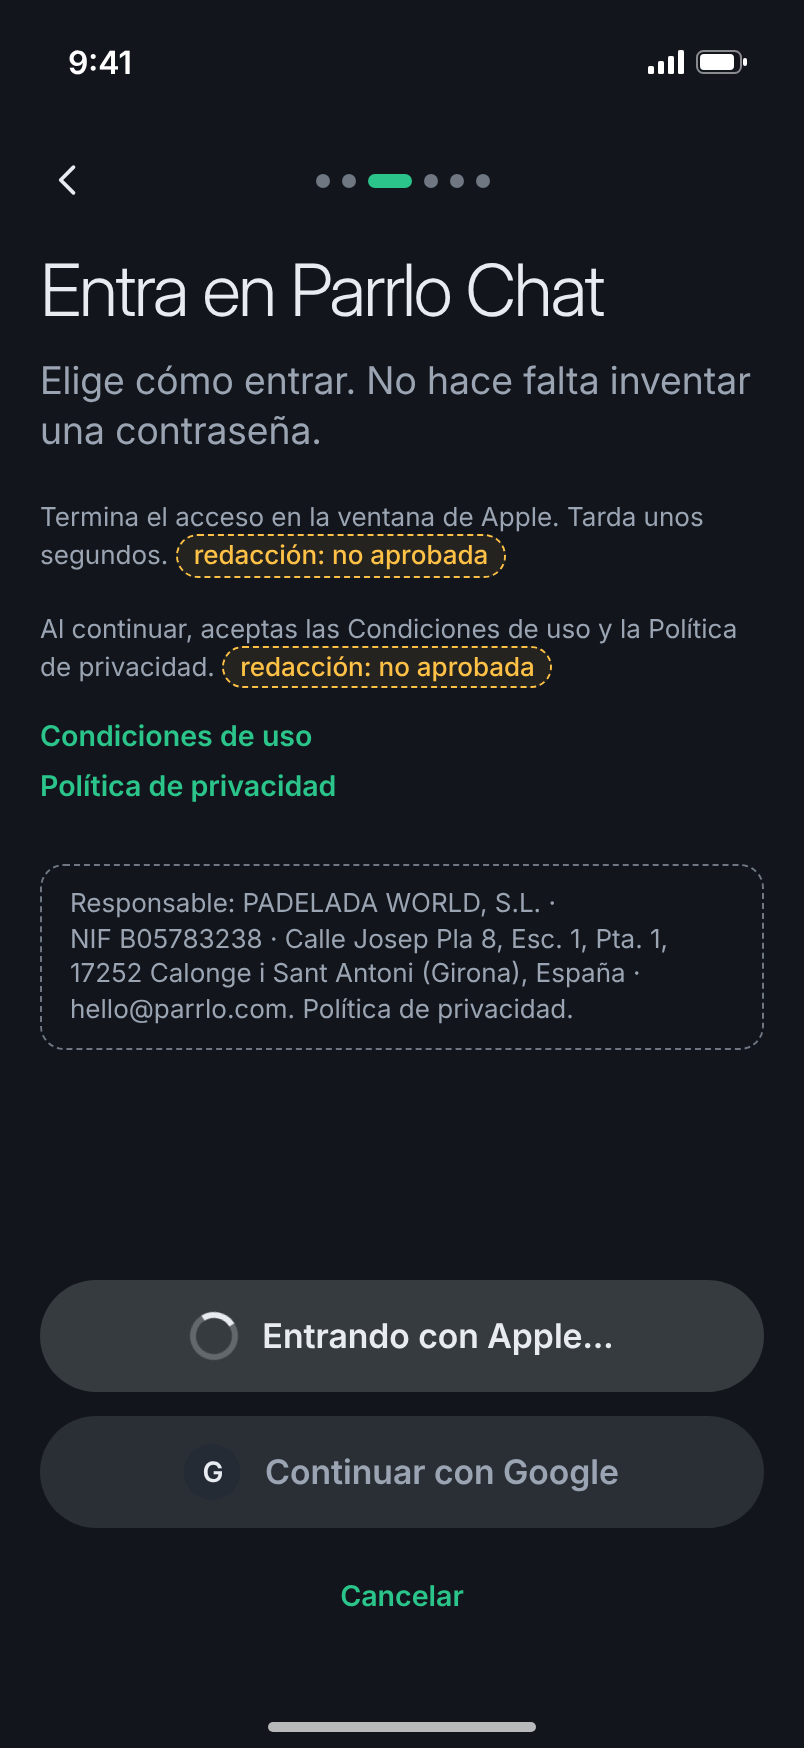 9:41
Entra en Parrlo Chat
Elige cómo entrar. No hace falta inventar
una contraseña.
Termina el acceso en la ventana de Apple. Tarda unos
segundos. redacción: no aprobada
Al continuar, aceptas las Condiciones de uso y la Política
de privacidad. redacción: no aprobada
Condiciones de uso
Política de privacidad
Responsable: PADELADA WORLD, S.L. ·
NIF B05783238 · Calle Josep Pla 8, Esc. 1, Pta. 1,
17252 Calonge i Sant Antoni (Girona), España ·
hello@parrlo.com. Política de privacidad.
Entrando con Apple...
G Continuar con Google
Cancelar